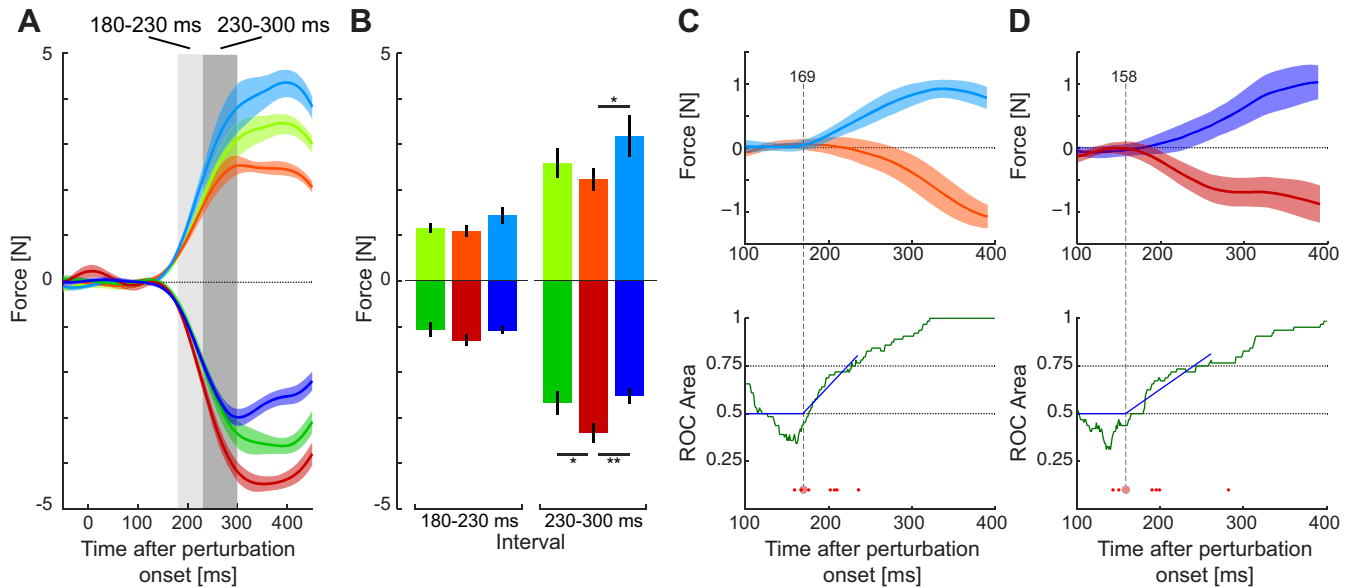 A
180-230 ms
230-300 ms
5
0
-5
Force [N]
0
100
200
300
400
Time after perturbation
onset [ms]
B
5
0
-5
Force [N]
*
*
**
180-230 ms
230-300 ms
Interval
C
169
1
0
−1
Force [N]
100
200
300
400
1
0.75
0.5
0.25
ROC Area
100
200
300
400
Time after perturbation
onset [ms]
D
158
1
0
−1
Force [N]
100
200
300
400
1
0.75
0.5
0.25
ROC Area
100
200
300
400
Time after perturbation
onset [ms]